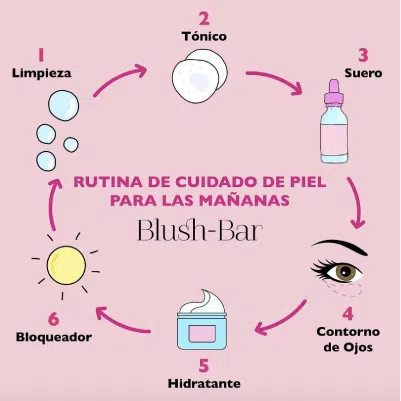 1
Limpieza
2
Tónico
3
Suero
RUTINA DE CUIDADO DE PIEL
PARA LAS MAÑANAS
Blush-Bar
4
Contorno
de Ojos
5
Hidratante
6
Bloqueador